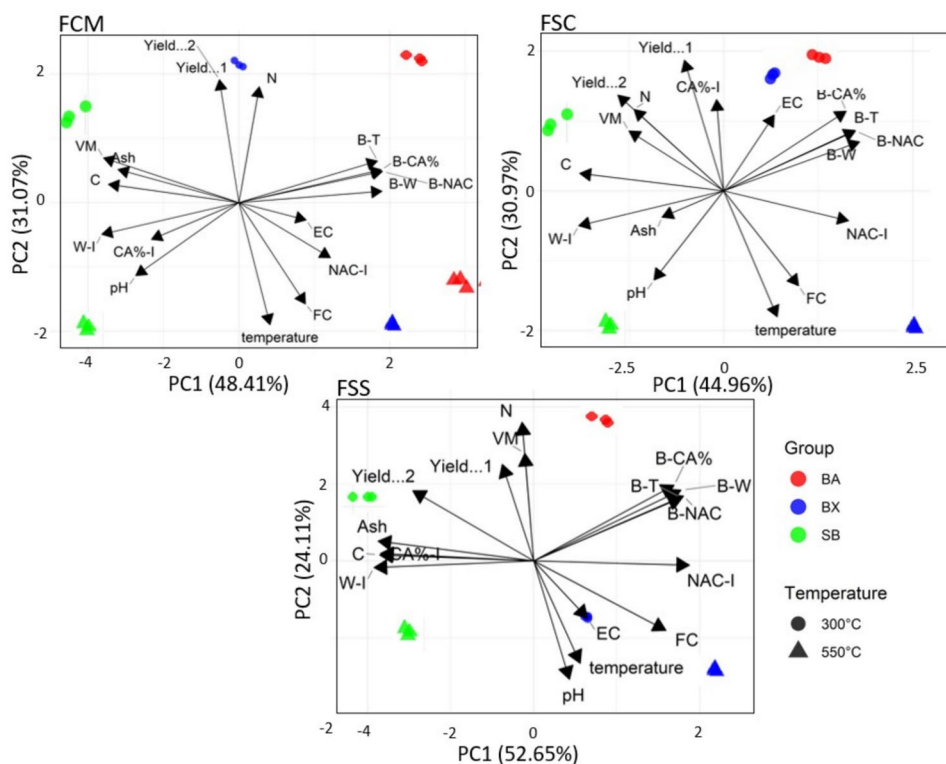 FCM
Yield...2
Yield...1
N
2
VM
Ash
C
B-T
B-CA%
B-W
B-NAC
0
W-I
CA%-I
pH
EC
NAC-I
FC
temperature
-2
-4
-2
0
2
PC1 (48.41%)
PC2 (31.07%)
FSC
Yield...1
2
Yield...2
N
CA%-I
EC
B-CA%
B-T
B-NAC
B-W
VM
C
0
W-I
Ash
NAC-I
pH
FC
temperature
-2
-2.5
0
2.5
PC1 (44.96%)
PC2 (30.97%)
FSS
4
N
VM
Yield...2
Yield...1
B-CA%
B-T
B-W
B-NAC
2
Ash
C
CA%-I
W-I
NAC-I
0
EC
FC
temperature
pH
-2
-4
-2
0
2
PC1 (52.65%)
PC2 (24.11%)
Group
BA
BX
SB
Temperature
300°C
550°C